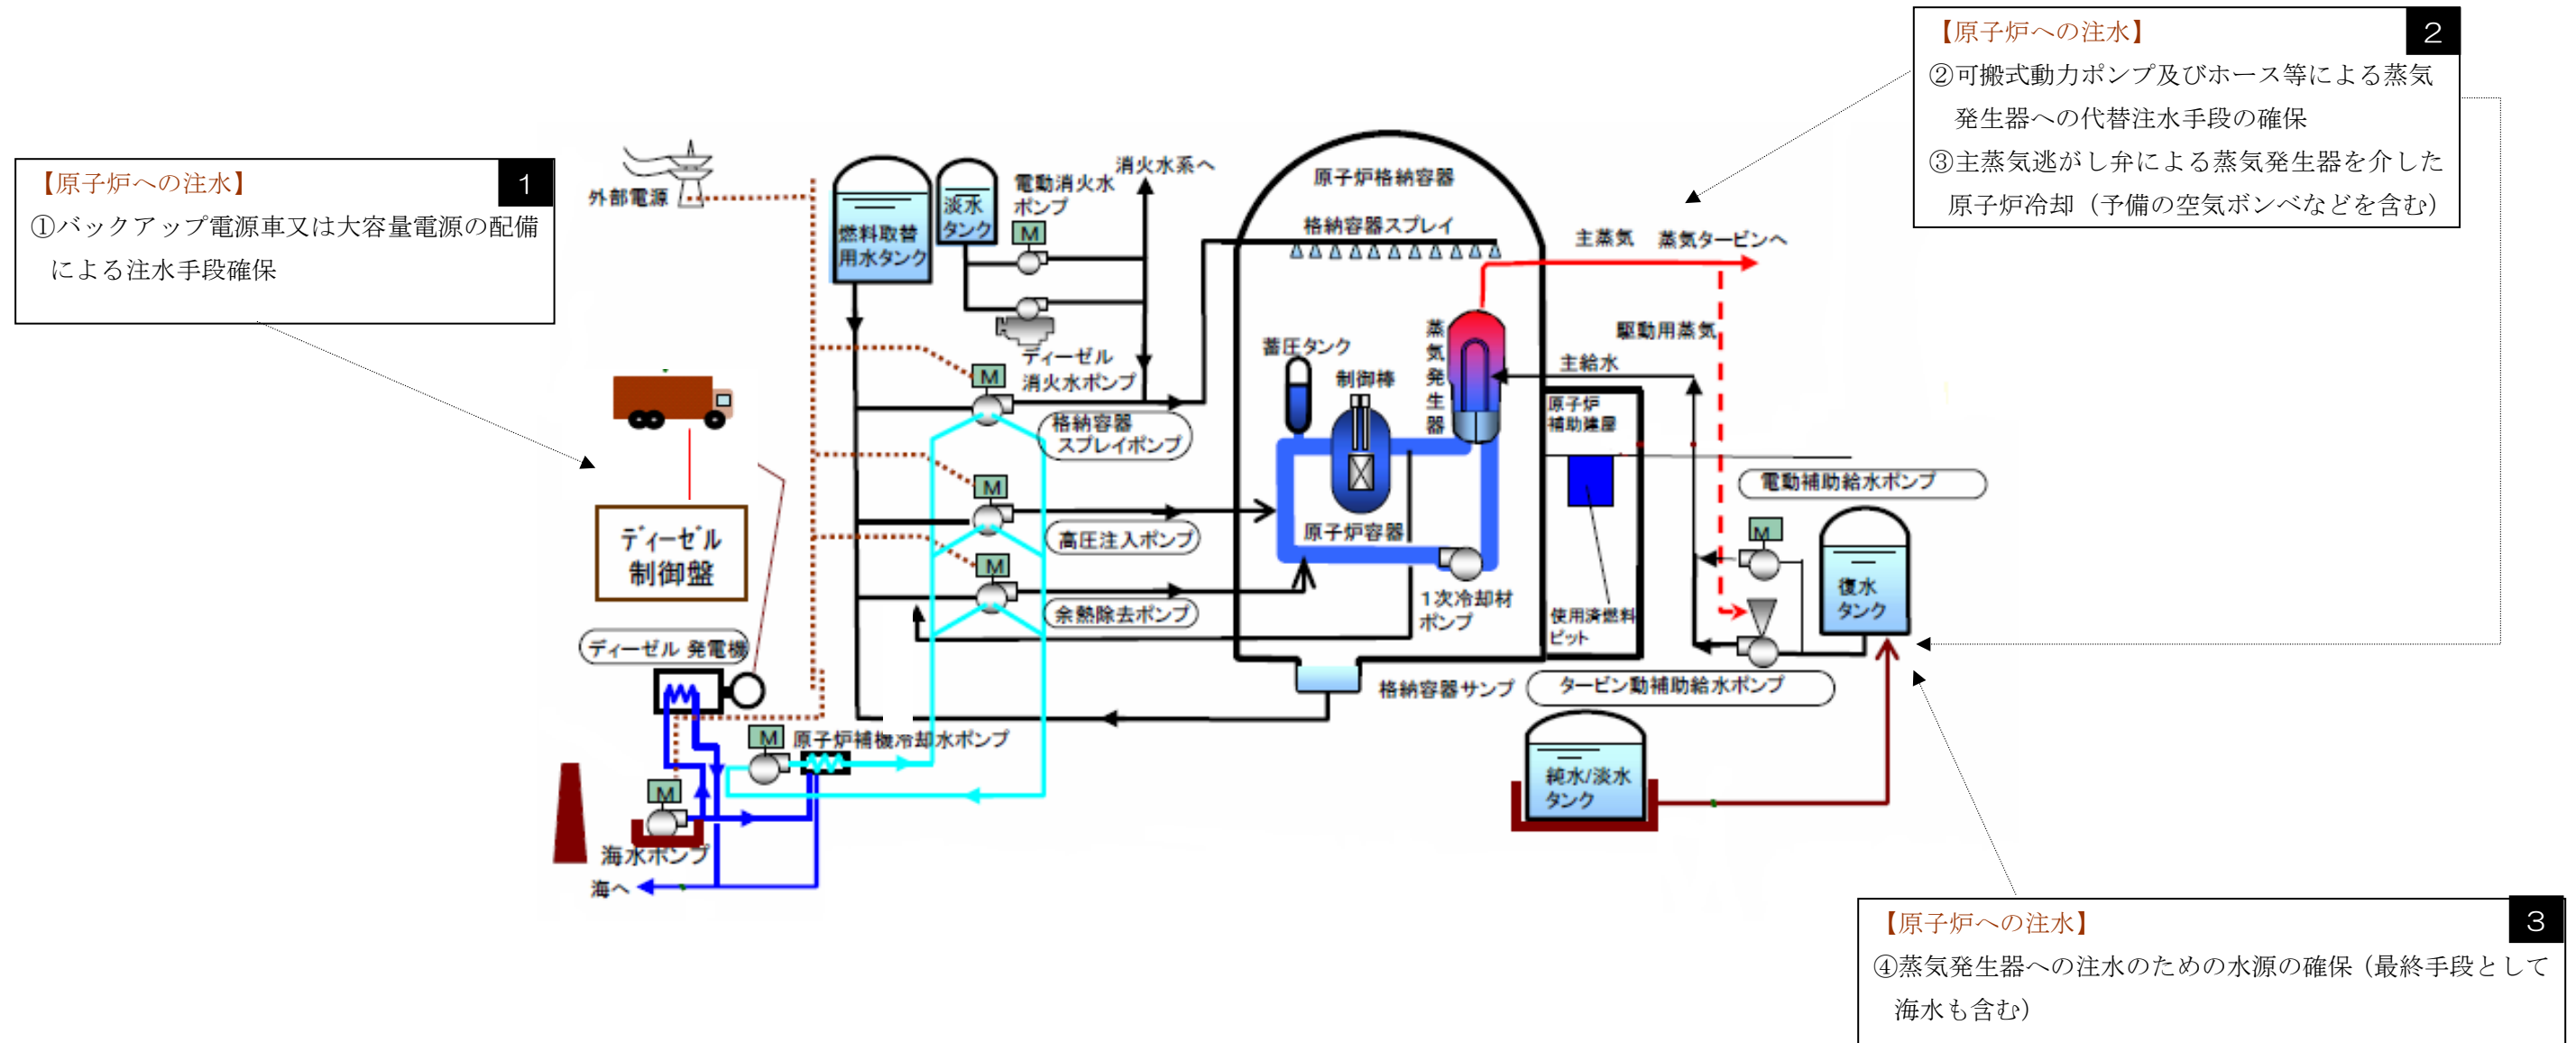 【原子炉への注水】
1
①バックアップ電源車又は大容量電源の配備
による注水手段確保
【原子炉への注水】
2
②可搬式動力ポンプ及びホース等による蒸気
発生器への代替注水手段の確保
③主蒸気逃がし弁による蒸気発生器を介した
原子炉冷却（予備の空気ボンベなどを含む）
外部電源
燃料取替
用水タンク
淡水
タンク
電動消火水
ポンプ
M
消火水系へ
ディーゼル
消火水ポンプ
M
格納容器
スプレイポンプ
M
高圧注入ポンプ
M
余熱除去ポンプ
原子炉格納容器
格納容器スプレイ
主蒸気
蒸気タービンへ
蓄圧タンク
制御棒
蒸気発生器
駆動用蒸気
主給水
原子炉
補助建屋
原子炉容器
1次冷却材
ポンプ
使用済燃料
ピット
電動補助給水ポンプ
M
復水
タンク
タービン動補助給水ポンプ
格納容器サンプ
純水/淡水
タンク
ディーゼル
制御盤
ディーゼル 発電機
M
原子炉補機冷却水ポンプ
M
海水ポンプ
海へ
【原子炉への注水】
3
④蒸気発生器への注水のための水源の確保（最終手段として
海水も含む）